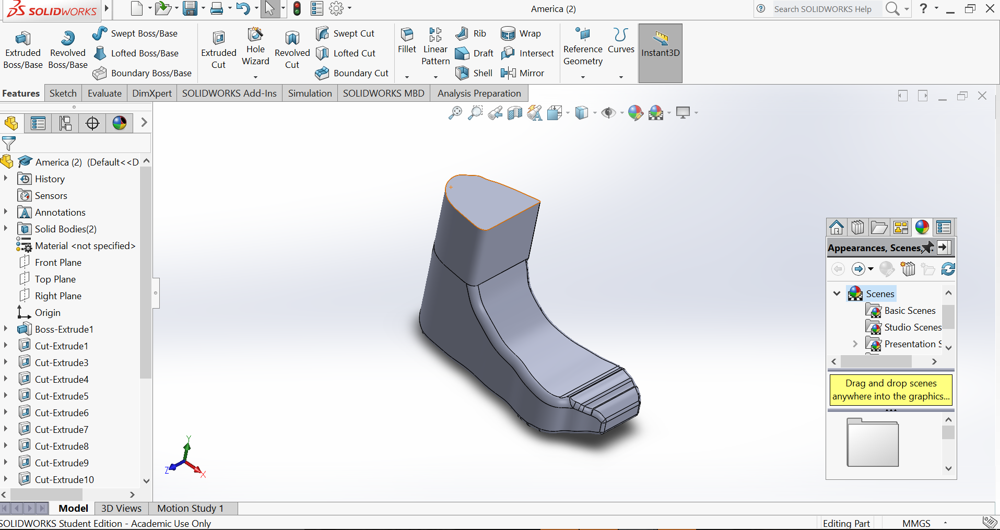 SOLIDWORKS
America (2)
Search SOLIDWORKS Help
?
Extruded Boss/Base
Revolved Boss/Base
Swept Boss/Base
Lofted Boss/Base
Boundary Boss/Base
Extruded Cut
Hole Wizard
Revolved Cut
Swept Cut
Lofted Cut
Boundary Cut
Fillet
Linear Pattern
Rib
Draft
Shell
Wrap
Intersect
Mirror
Reference Geometry
Curves
Instant3D
Features
Sketch
Evaluate
DimXpert
SOLIDWORKS Add-Ins
Simulation
SOLIDWORKS MBD
Analysis Preparation
America (2) (Default<<D
History
Sensors
Annotations
Solid Bodies(2)
Material <not specified>
Front Plane
Top Plane
Right Plane
Origin
Boss-Extrude1
Cut-Extrude1
Cut-Extrude3
Cut-Extrude4
Cut-Extrude5
Cut-Extrude6
Cut-Extrude7
Cut-Extrude8
Cut-Extrude9
Cut-Extrude10
Y
Z
X
Appearances, Scenes,
Scenes
Basic Scenes
Studio Scenes
Presentation S
Drag and drop scenes
anywhere into the graphics...
Model
3D Views
Motion Study 1
SOLIDWORKS Student Edition - Academic Use Only
Editing Part
MMGS